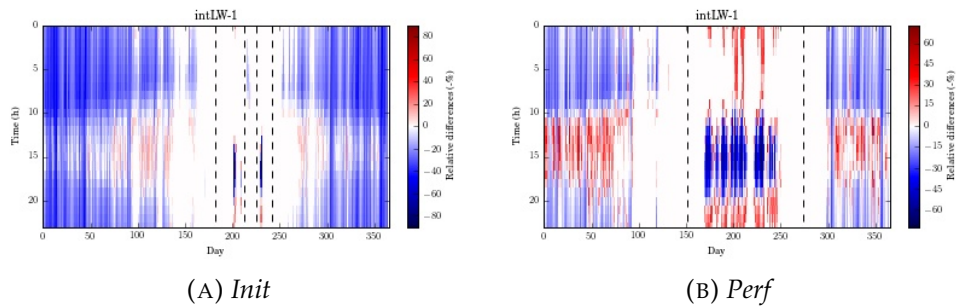 intLW-1
0
5
10
15
20
Time (h)
0 50 100 150 200 250 300 350
Day
80
60
40
20
0
−20
−40
−60
−80
Relative differences (-%)
(A) Init
intLW-1
0
5
10
15
20
Time (h)
0 50 100 150 200 250 300 350
Day
60
45
30
15
0
−15
−30
−45
−60
Relative differences (-%)
(B) Perf